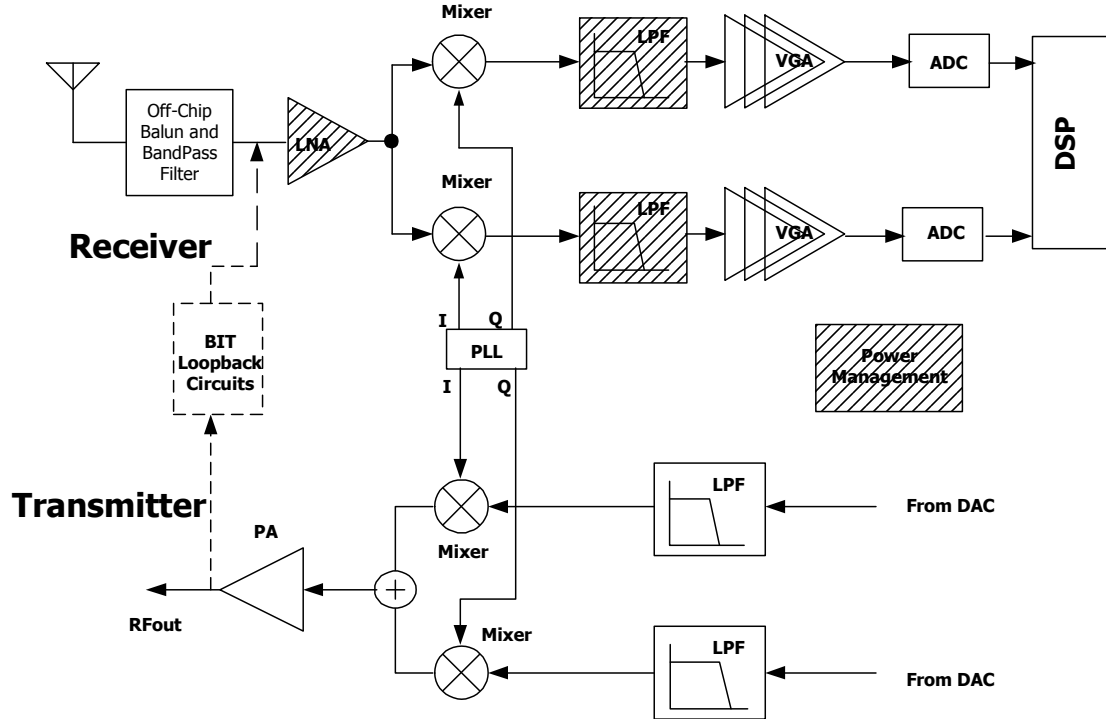 Mixer
LPF
VGA
ADC
DSP
Off-Chip
Balun and
BandPass
Filter
LNA
Mixer
LPF
VGA
ADC
Receiver
I Q
PLL
I Q
BIT
Loopback
Circuits
Power
Management
Transmitter
PA
Mixer
LPF
From DAC
RFout
Mixer
LPF
From DAC